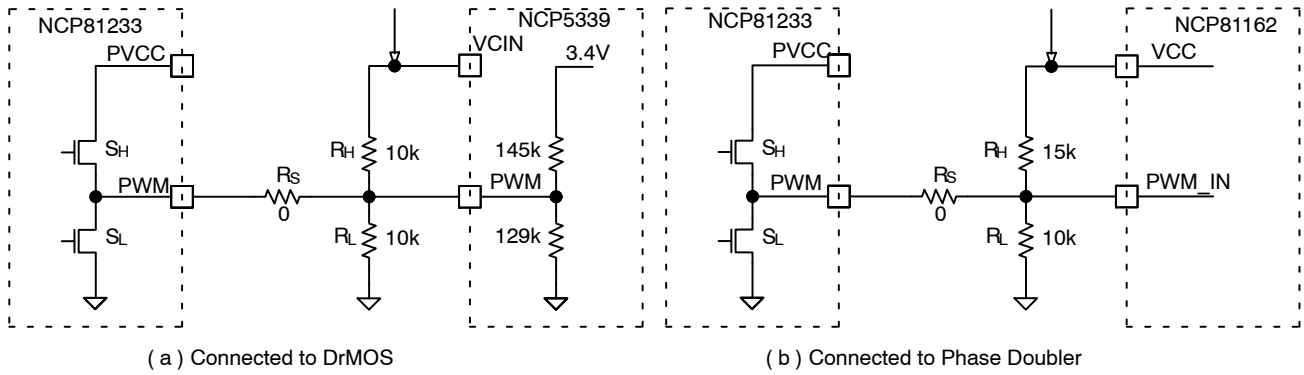 NCP81233
PVCC
SH
PWM
SL
RS
0
RH
10k
RL
10k
VCIN
NCP5339
3.4V
145k
PWM
129k
( a ) Connected to DrMOS
NCP81233
PVCC
SH
PWM
SL
RS
0
RH
15k
RL
10k
NCP81162
VCC
PWM_IN
( b ) Connected to Phase Doubler